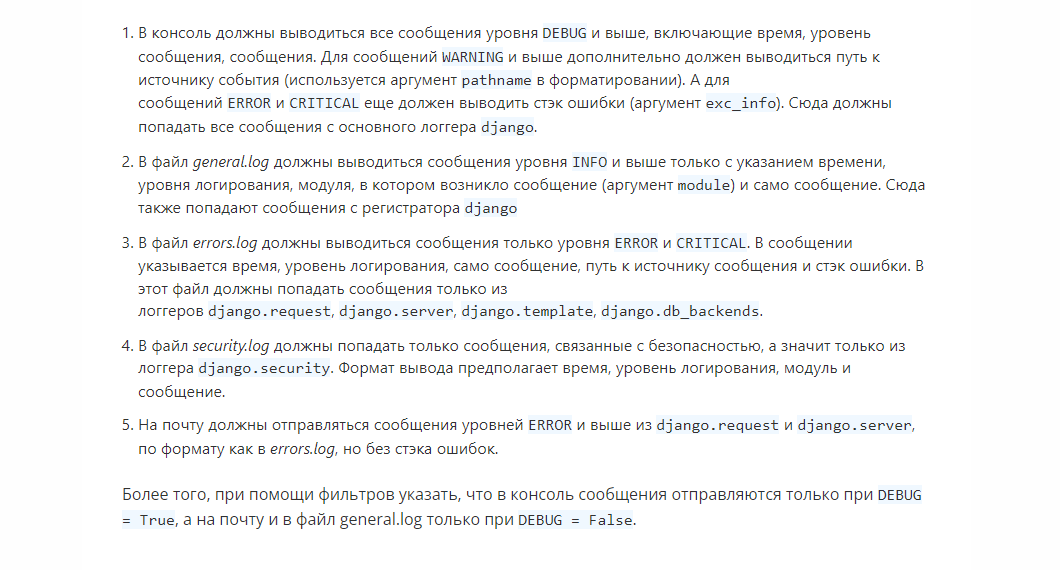 1. В консоль должны выводиться все сообщения уровня DEBUG и выше, включающие время, уровень
сообщения, сообщения. Для сообщений WARNING и выше дополнительно должен выводиться путь к
источнику события (используется аргумент pathname в форматировании). А для
сообщений ERROR и CRITICAL еще должен выводить стэк ошибки (аргумент exc_info). Сюда должны
попадать все сообщения с основного логгера django.
2. В файл general.log должны выводиться сообщения уровня INFO и выше только с указанием времени,
уровня логирования, модуля, в котором возникло сообщение (аргумент module) и само сообщение. Сюда
также попадают сообщения с регистратора django
3. В файл errors.log должны выводиться сообщения только уровня ERROR и CRITICAL. В сообщении
указывается время, уровень логирования, само сообщение, путь к источнику сообщения и стэк ошибки. В
этот файл должны попадать сообщения только из
логгеров django.request, django.server, django.template, django.db_backends.
4. В файл security.log должны попадать только сообщения, связанные с безопасностью, а значит только из
логгера django.security. Формат вывода предполагает время, уровень логирования, модуль и
сообщение.
5. На почту должны отправляться сообщения уровней ERROR и выше из django.request и django.server,
по формату как в errors.log, но без стэка ошибок.
Более того, при помощи фильтров указать, что в консоль сообщения отправляются только при DEBUG
= True, а на почту и в файл general.log только при DEBUG = False.